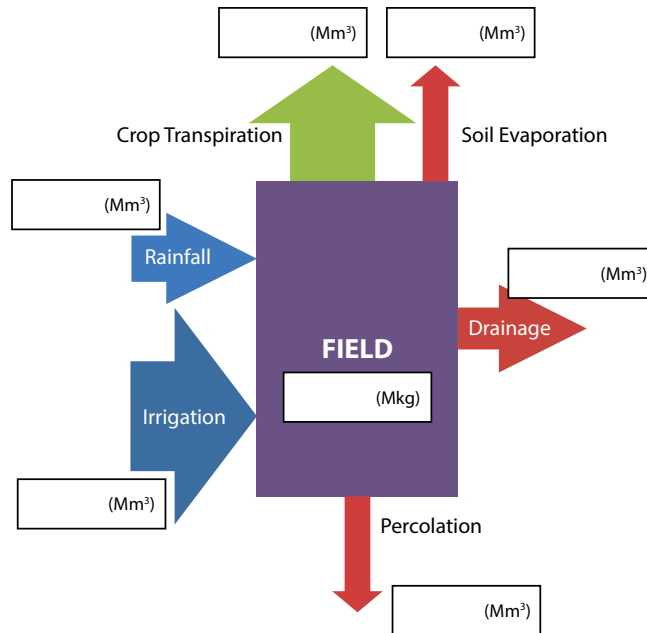 (Mm³)
(Mm³)
Crop Transpiration
Soil Evaporation
(Mm³)
Rainfall
(Mm³)
Drainage
FIELD
(Mkg)
Irrigation
(Mm³)
Percolation
(Mm³)